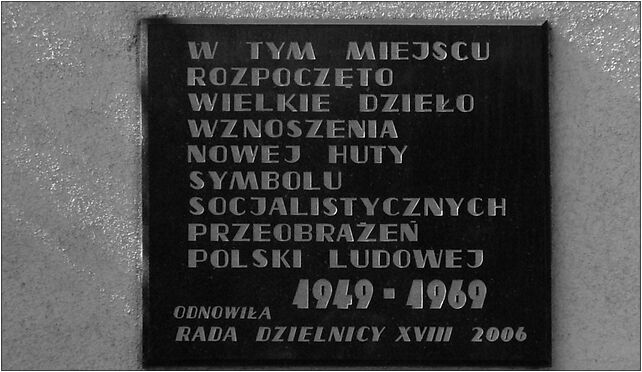 W TYM MIEJSCU
ROZPOCZĘTO
WIELKIE DZIEŁO
WZNOSZENIA
NOWEJ HUTY
SYMBOLU
SOCJALISTYCZNYCH
PRZEOBRAŻEŃ
POLSKI LUDOWEJ
1949 - 1969
ODNOWIŁA
RADA DZIELNICY XVIII 2006